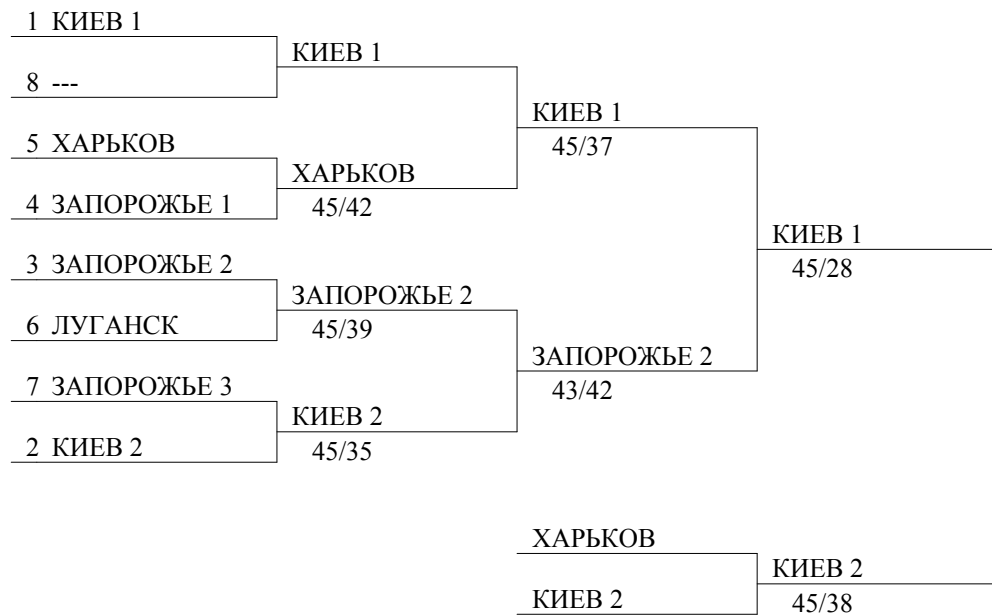 1 КИЕВ 1
КИЕВ 1
8 ---
КИЕВ 1
45/37
5 ХАРЬКОВ
ХАРЬКОВ
45/42
4 ЗАПОРОЖЬЕ 1
КИЕВ 1
45/28
3 ЗАПОРОЖЬЕ 2
ЗАПОРОЖЬЕ 2
45/39
6 ЛУГАНСК
ЗАПОРОЖЬЕ 2
43/42
7 ЗАПОРОЖЬЕ 3
КИЕВ 2
45/35
2 КИЕВ 2
ХАРЬКОВ
КИЕВ 2
45/38
КИЕВ 2